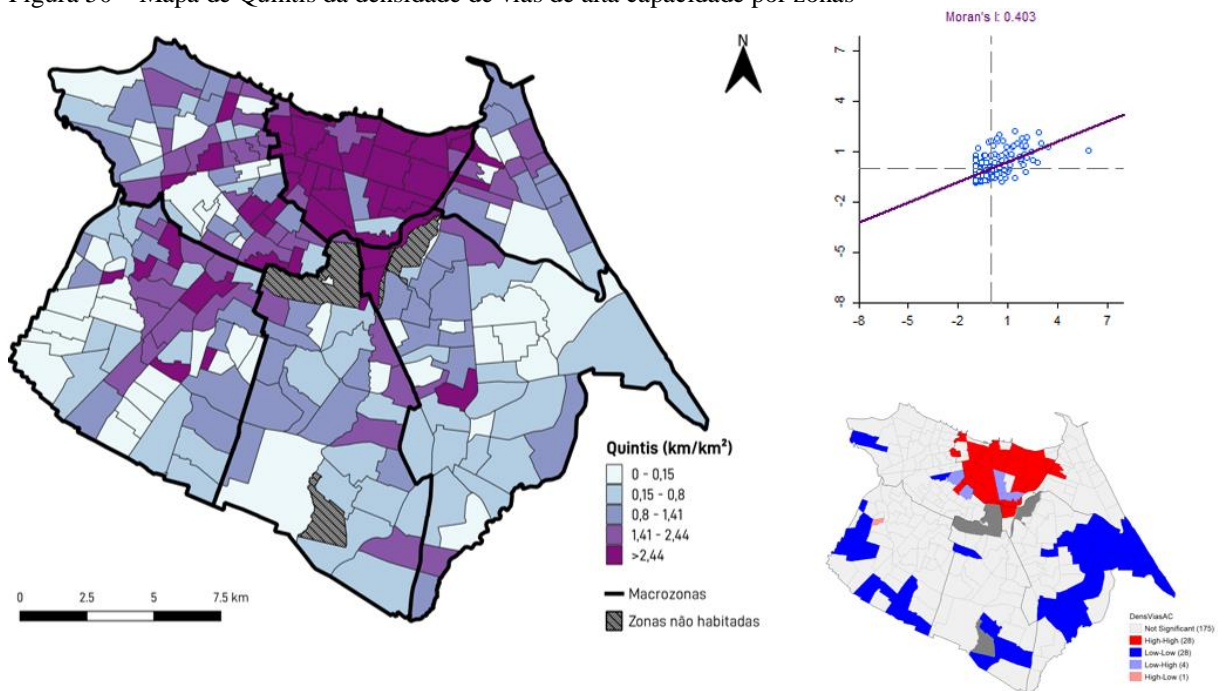 Figura 30 – Mapa de Quintis da densidade de vias de alta capacidade por zonas
Moran's I: 0.403
N
7
4
1
-2
-5
-8
-8 -5 -2 1 4 7
Quintis (km/km²)
0 - 0,15
0,15 - 0,8
0,8 - 1,41
1,41 - 2,44
>2,44
Macrozonas
Zonas não habitadas
0 2.5 5 7.5 km
DensViasAC
Not Significant (175)
High-High (28)
Low-Low (28)
Low-High (4)
High-Low (1)